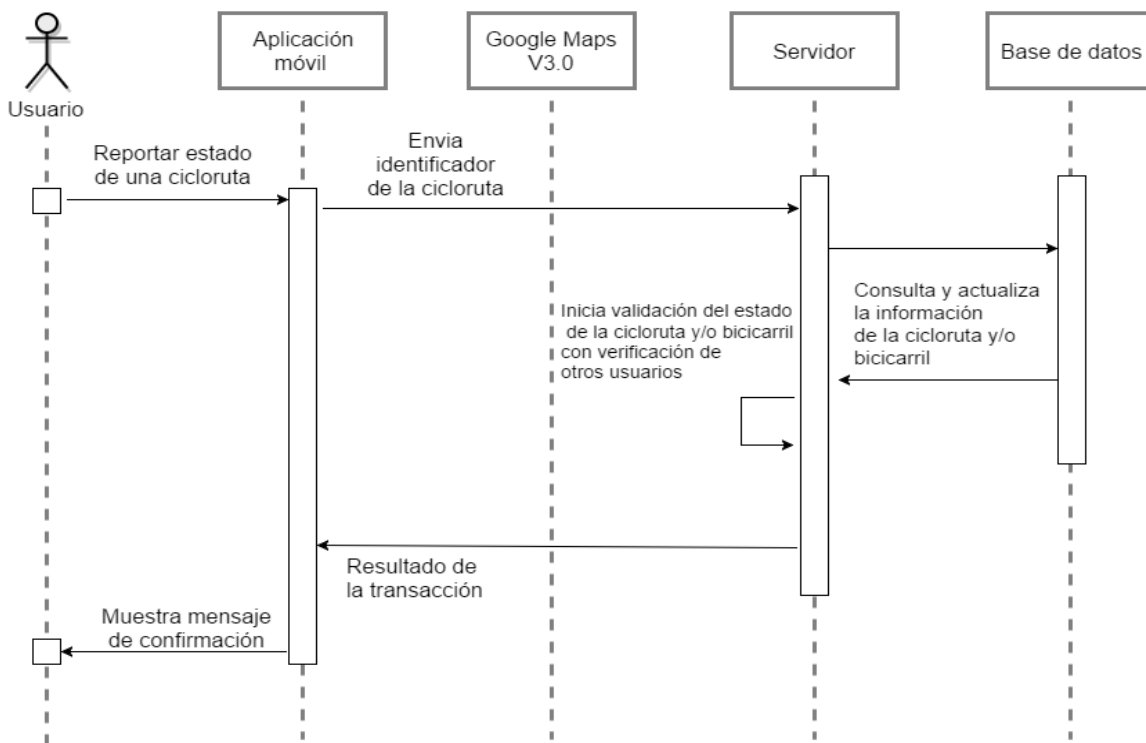 Usuario
Aplicación
móvil
Google Maps
V3.0
Servidor
Base de datos
Reportar estado
de una cicloruta
Envia
identificador
de la cicloruta
Inicia validación del estado
de la cicloruta y/o bicicarril
con verificación de
otros usuarios
Consulta y actualiza
la información
de la cicloruta y/o
bicicarril
Resultado de
la transacción
Muestra mensaje
de confirmación